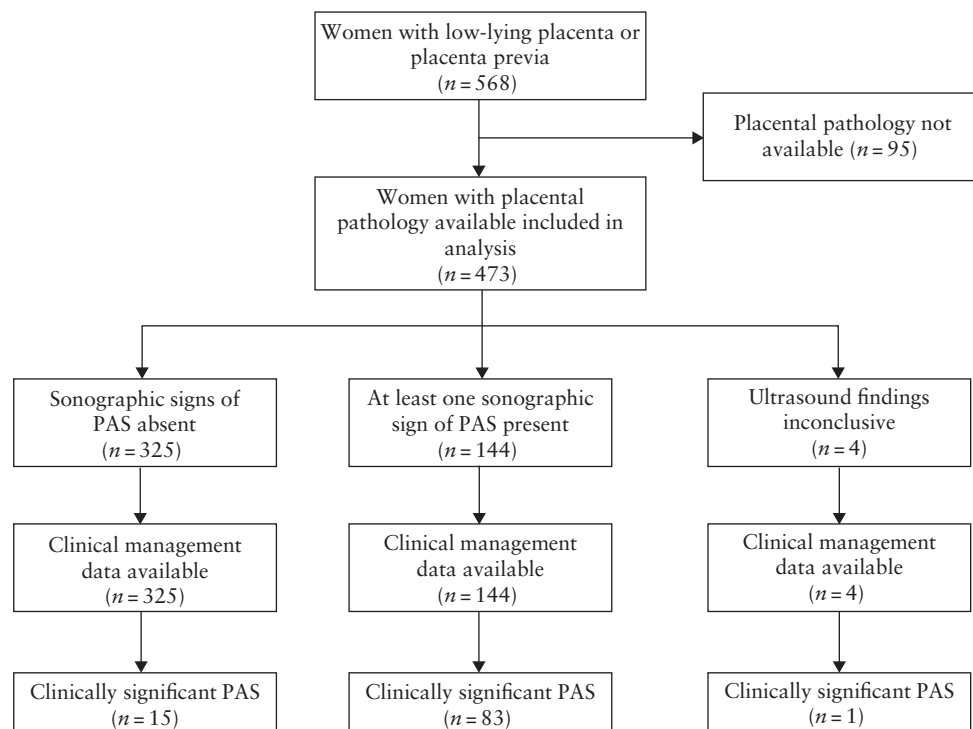 Women with low-lying placenta or
placenta previa
(n = 568)
Placental pathology not
available (n = 95)
Women with placental
pathology available included in
analysis
(n = 473)
Sonographic signs of
PAS absent
(n = 325)
At least one sonographic
sign of PAS present
(n = 144)
Ultrasound findings
inconclusive
(n = 4)
Clinical management
data available
(n = 325)
Clinical management
data available
(n = 144)
Clinical management
data available
(n = 4)
Clinically significant PAS
(n = 15)
Clinically significant PAS
(n = 83)
Clinically significant PAS
(n = 1)